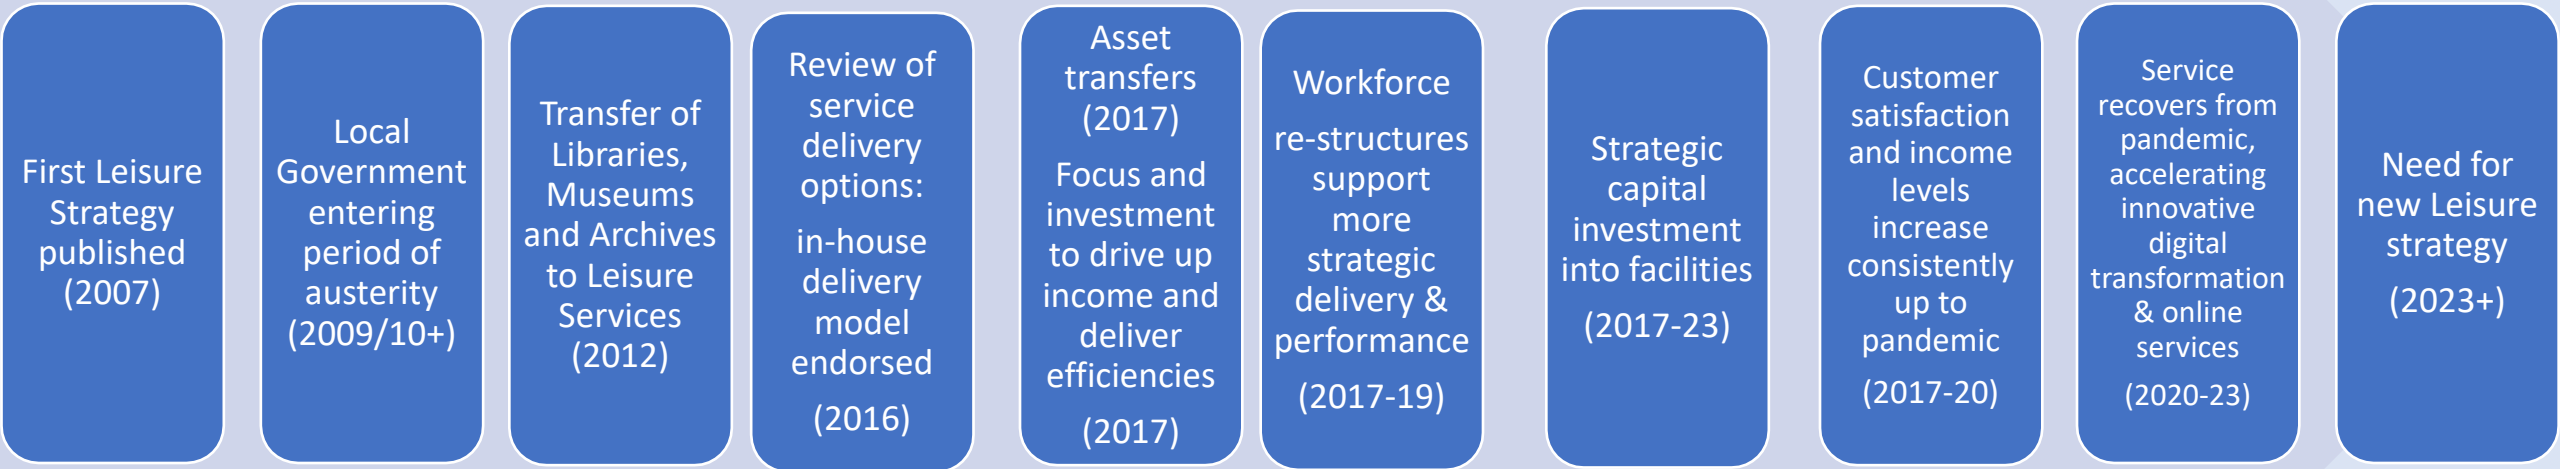 First Leisure
Strategy
published
(2007)
Local
Government
entering
period of
austerity
(2009/10+)
Transfer of
Libraries,
Museums
and Archives
to Leisure
Services
(2012)
Review of
service
delivery
options:
in-house
delivery
model
endorsed
(2016)
Asset
transfers
(2017)
Focus and
investment
to drive up
income and
deliver
efficiencies
(2017)
Workforce
re-structures
support
more
strategic
delivery &
performance
(2017-19)
Strategic
capital
investment
into facilities
(2017-23)
Customer
satisfaction
and income
levels
increase
consistently
up to
pandemic
(2017-20)
Service
recovers from
pandemic,
accelerating
innovative
digital
transformation
& online
services
(2020-23)
Need for
new Leisure
strategy
(2023+)